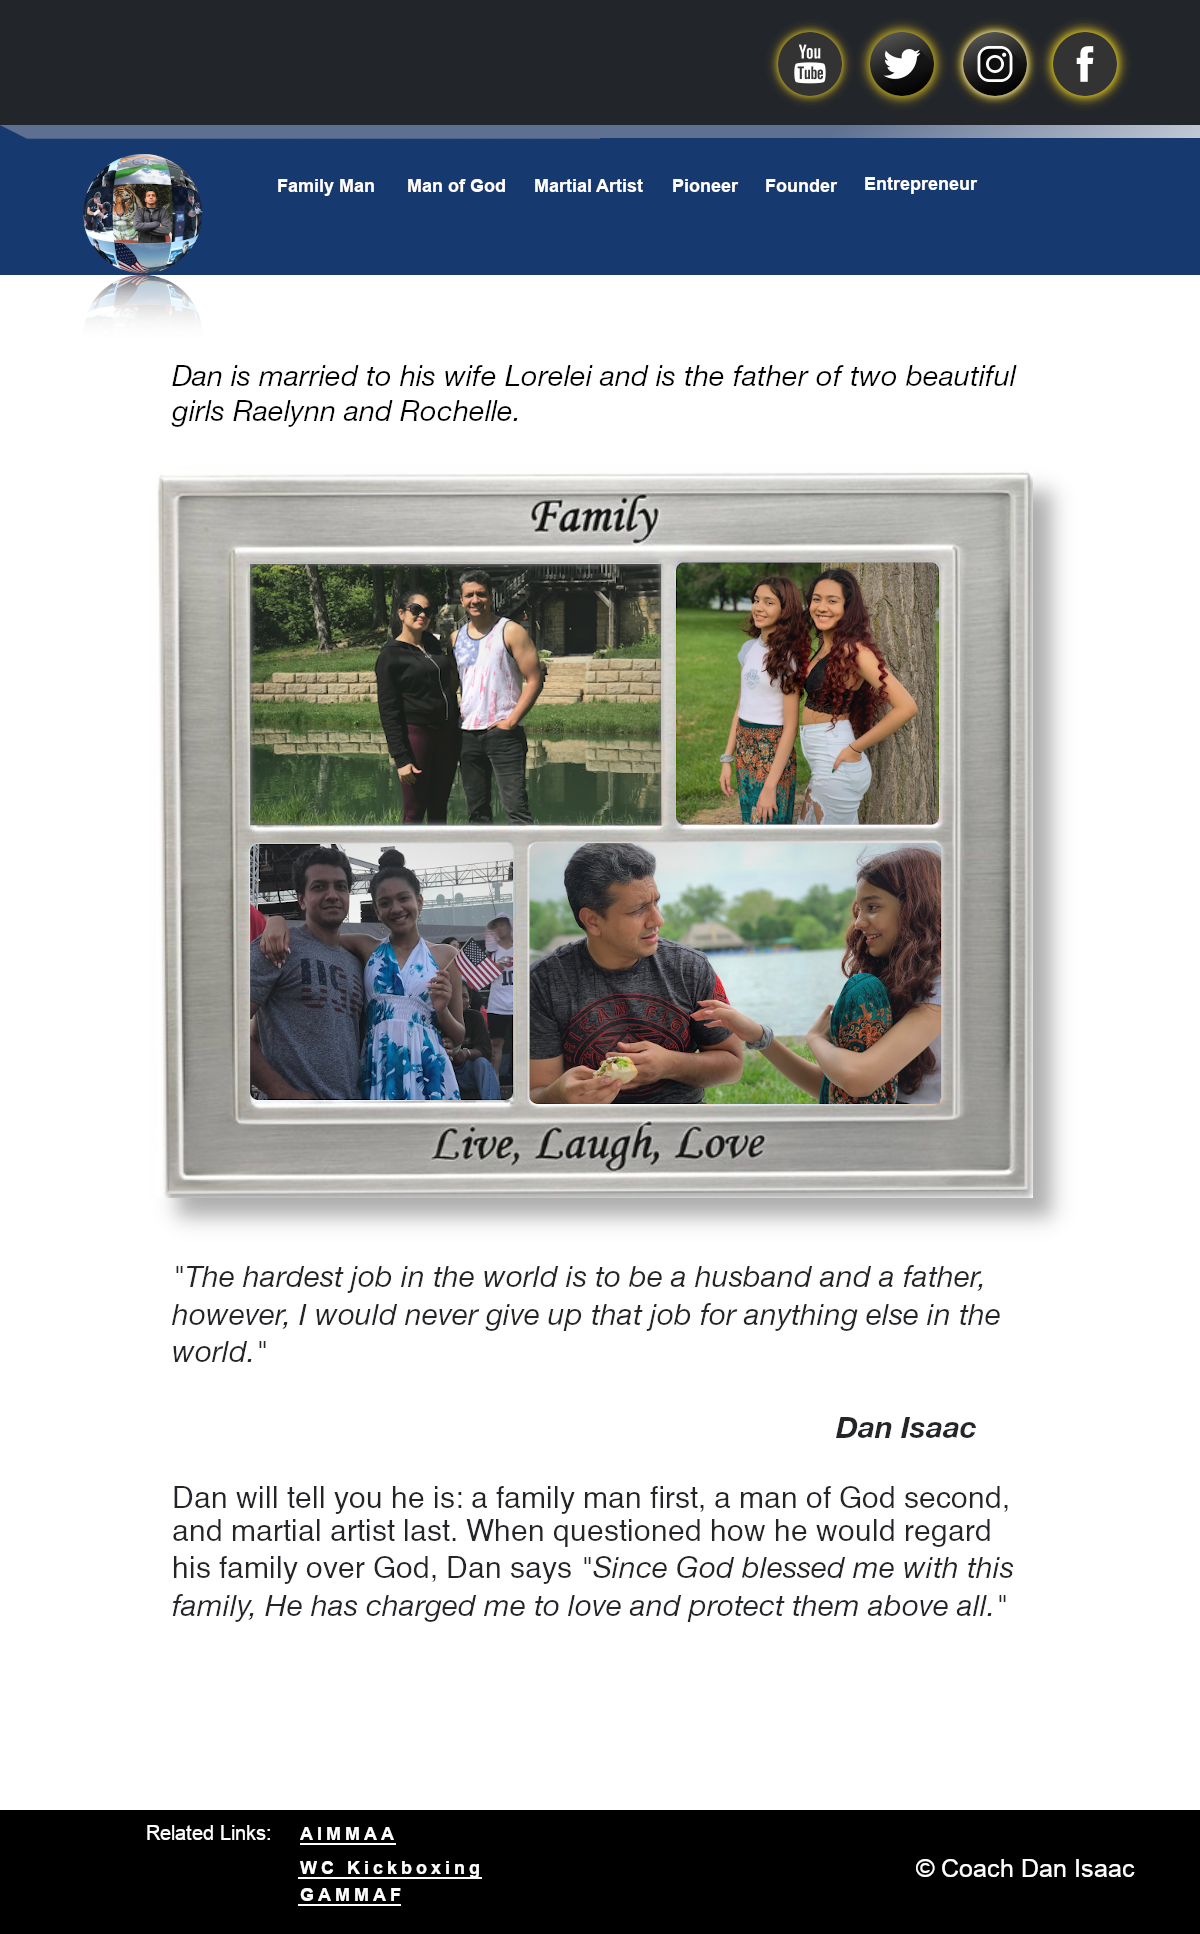 You
Tube
Family Man Man of God Martial Artist Pioneer Founder Entrepreneur
Dan is married to his wife Lorelei and is the father of two beautiful
girls Raelynn and Rochelle.
Family
Live, Laugh, Love
"The hardest job in the world is to be a husband and a father,
however, I would never give up that job for anything else in the
world."
Dan Isaac
Dan will tell you he is: a family man first, a man of God second,
and martial artist last. When questioned how he would regard
his family over God, Dan says "Since God blessed me with this
family, He has charged me to love and protect them above all."
Related Links: AIMMAA
WC Kickboxing
GAMMAF
© Coach Dan Isaac